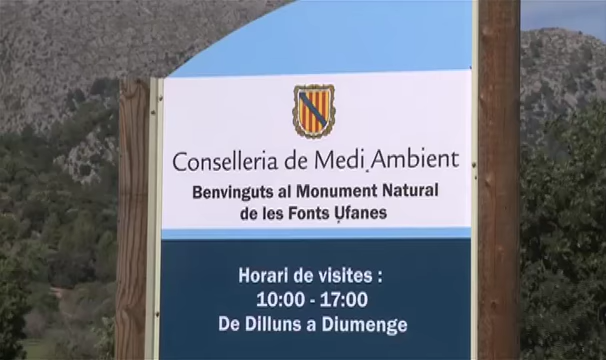 Conselleria de Medi Ambient
Benvinguts al Monument Natural
de les Fonts Ufanes
Horari de visites :
10:00 - 17:00
De Dilluns a Diumenge